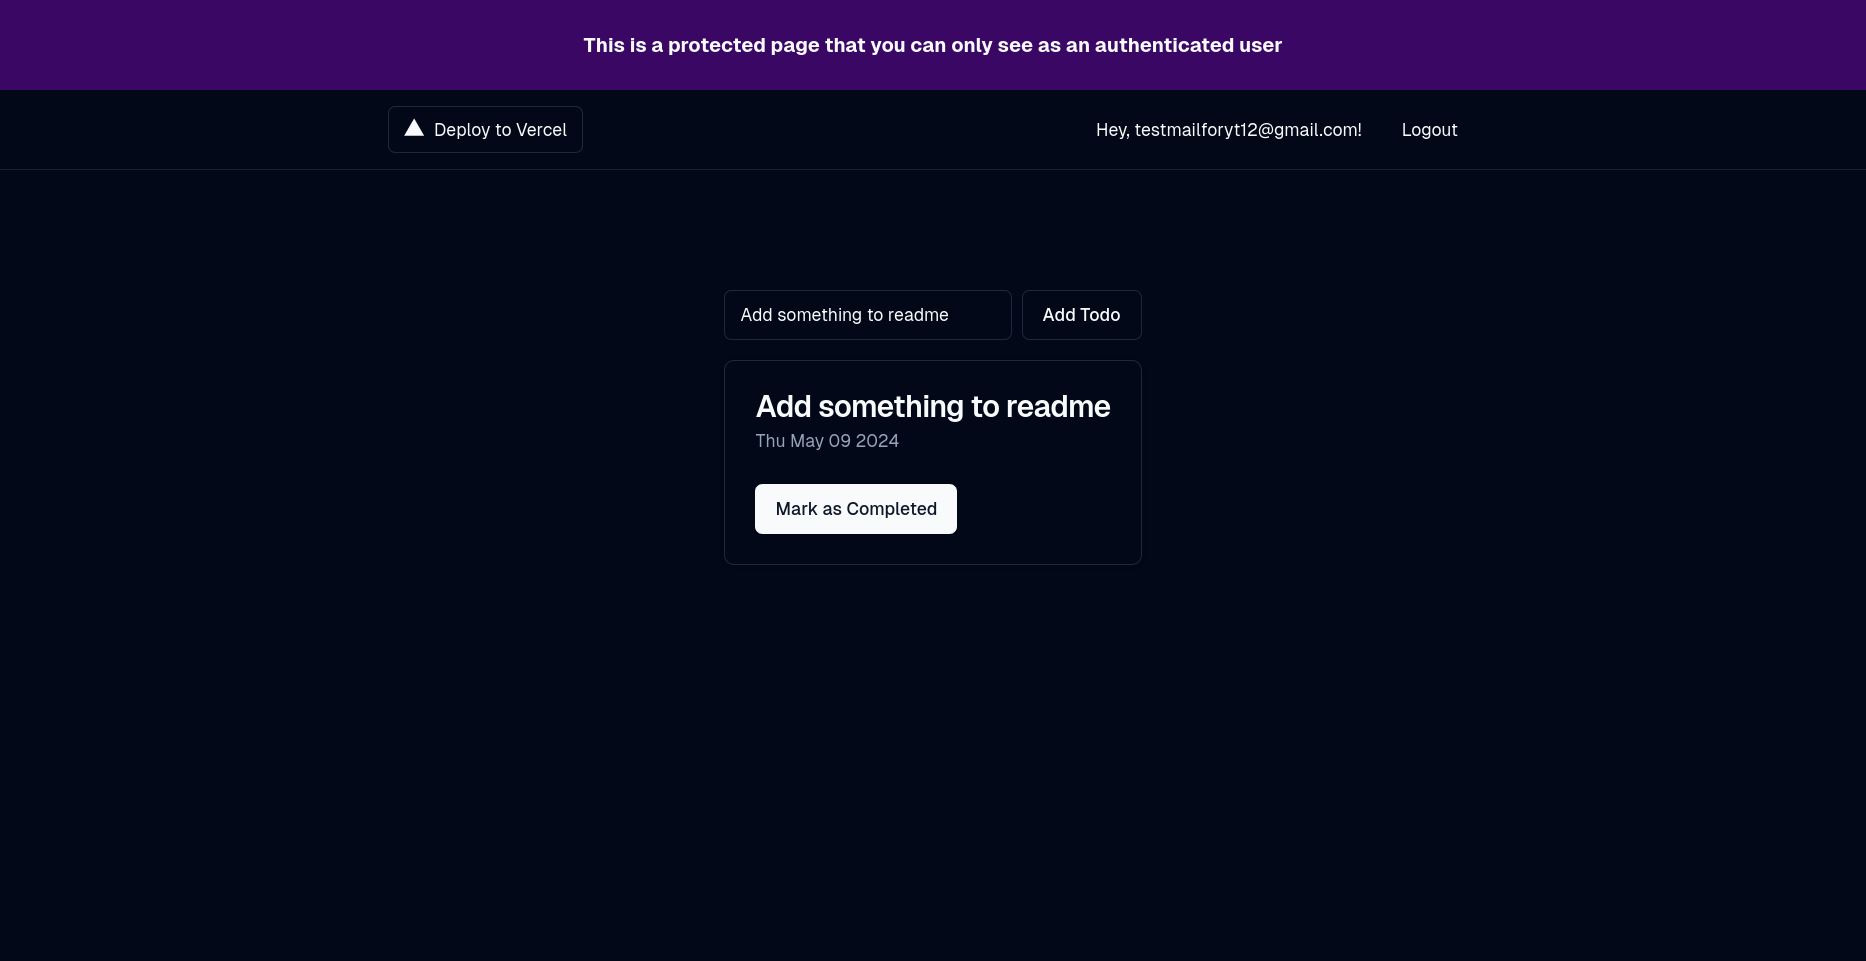 This is a protected page that you can only see as an authenticated user
Deploy to Vercel
Hey, testmailforyt12@gmail.com!
Logout
Add something to readme
Add Todo
Add something to readme
Thu May 09 2024
Mark as Completed